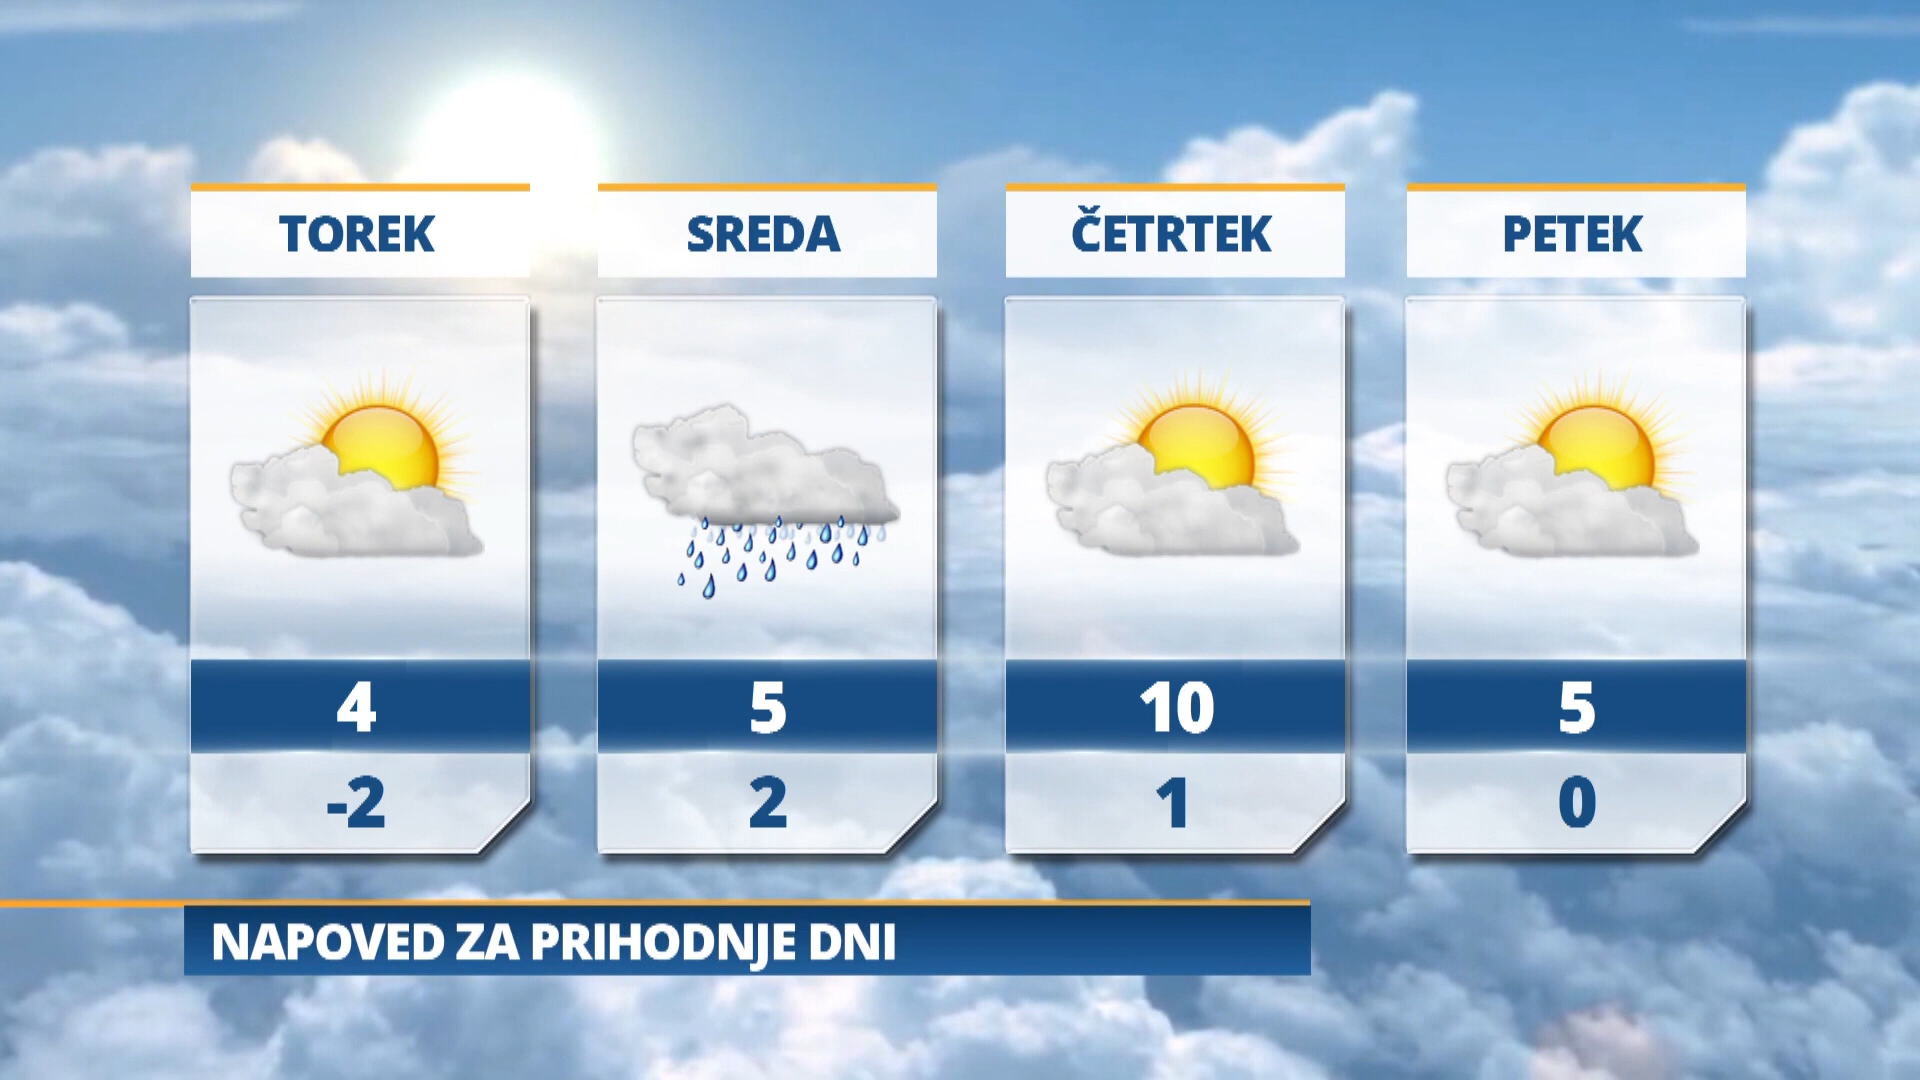 TOREK SREDA ČETRTEK PETEK
4 5 10 5
-2 2 1 0
NAPOVED ZA PRIHODNJE DNI